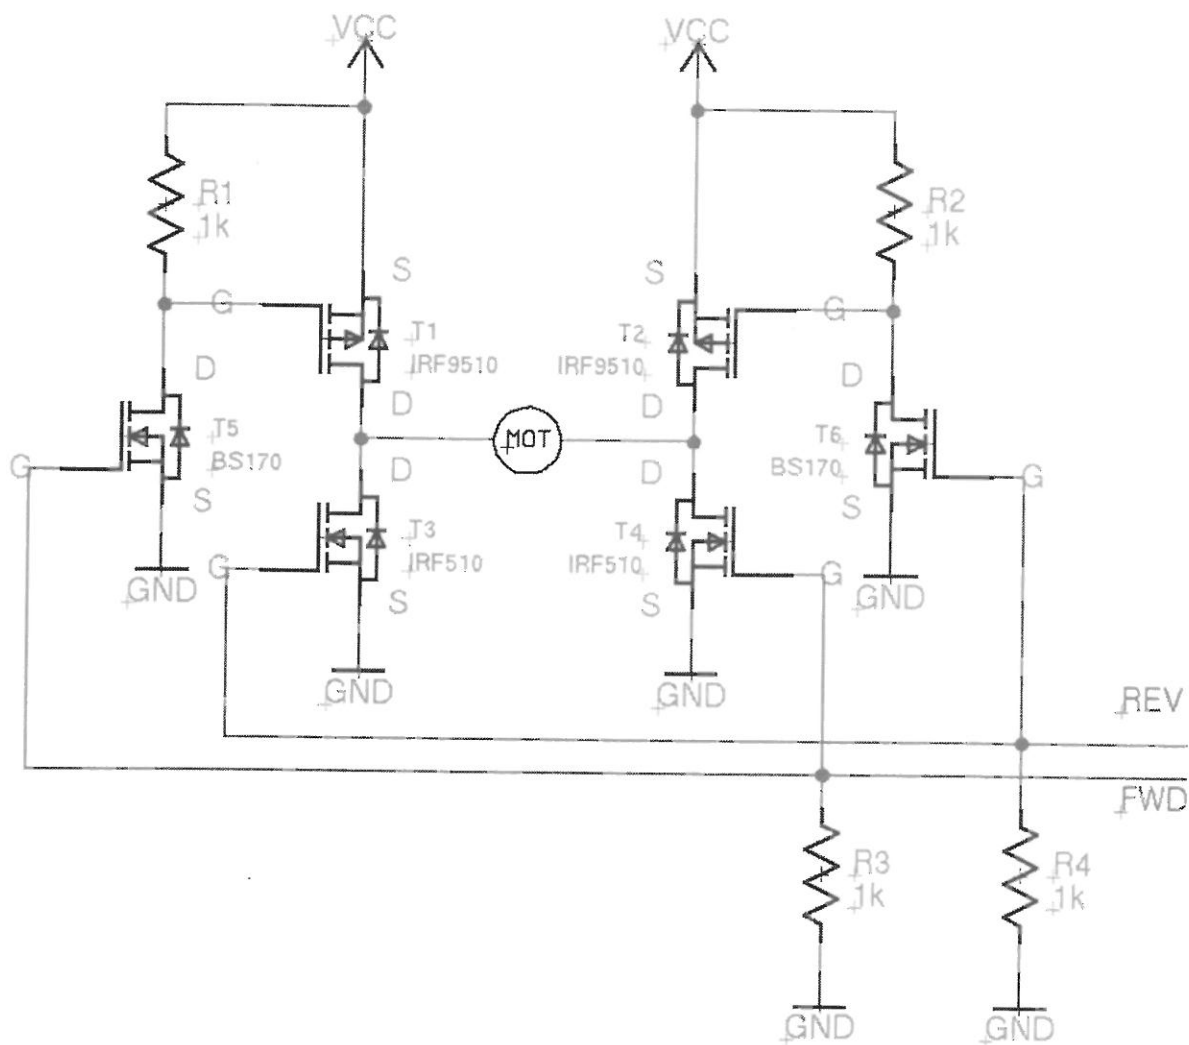 VCC
VCC
R1
1k
R2
1k
S
S
G
T1
IRF9510
T2
IRF9510
G
D
D
D
D
MOT
T5
BS170
T6
BS170
G
D
D
G
S
S
T3
IRF510
T4
IRF510
G
G
GND
S
S
GND
GND
GND
REV
FWD
R3
1k
R4
1k
GND
GND